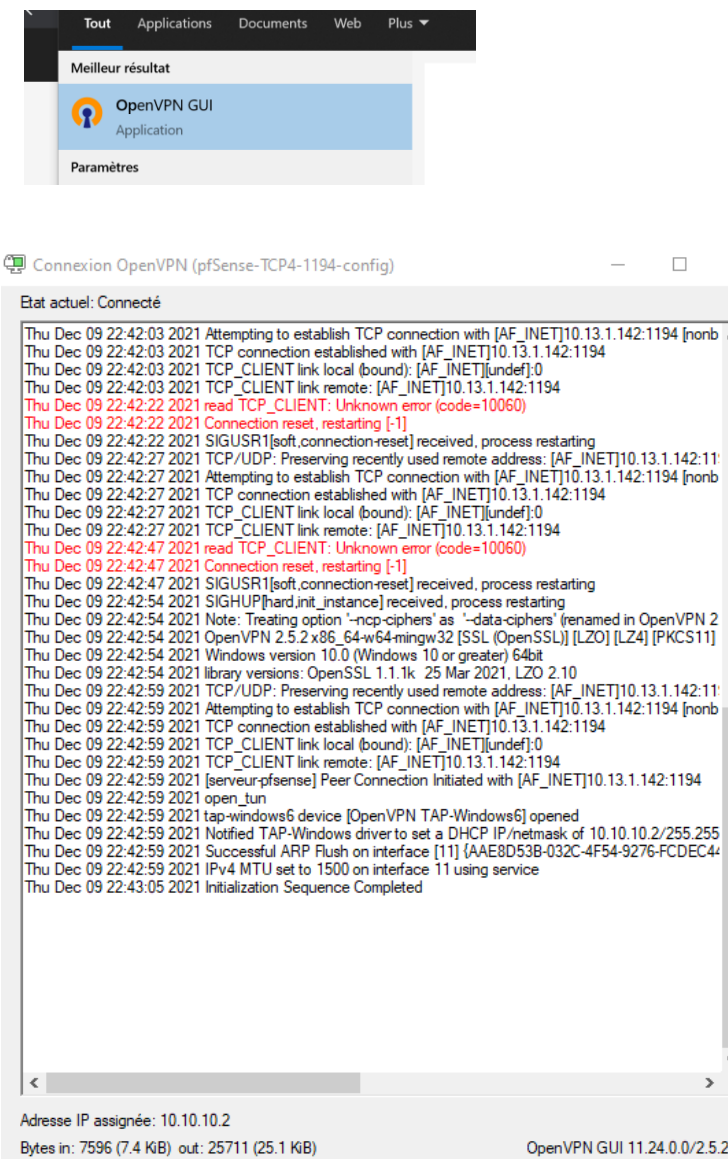 Tout Applications Documents Web Plus
Meilleur résultat
OpenVPN GUI
Application
Paramètres
Connexion OpenVPN (pfSense-TCP4-1194-config)
Etat actuel: Connecté
Thu Dec 09 22:42:03 2021 Attempting to establish TCP connection with [AF_INET]10.13.1.142:1194 [nonb
Thu Dec 09 22:42:03 2021 TCP connection established with [AF_INET]10.13.1.142:1194
Thu Dec 09 22:42:03 2021 TCP_CLIENT link local (bound): [AF_INET][undef]:0
Thu Dec 09 22:42:03 2021 TCP_CLIENT link remote: [AF_INET]10.13.1.142:1194
Thu Dec 09 22:42:22 2021 read TCP_CLIENT: Unknown error (code=10060)
Thu Dec 09 22:42:22 2021 Connection reset, restarting [-1]
Thu Dec 09 22:42:22 2021 SIGUSR1[soft,connection-reset] received, process restarting
Thu Dec 09 22:42:27 2021 TCP/UDP: Preserving recently used remote address: [AF_INET]10.13.1.142:11
Thu Dec 09 22:42:27 2021 Attempting to establish TCP connection with [AF_INET]10.13.1.142:1194 [nonb
Thu Dec 09 22:42:27 2021 TCP connection established with [AF_INET]10.13.1.142:1194
Thu Dec 09 22:42:27 2021 TCP_CLIENT link local (bound): [AF_INET][undef]:0
Thu Dec 09 22:42:27 2021 TCP_CLIENT link remote: [AF_INET]10.13.1.142:1194
Thu Dec 09 22:42:47 2021 read TCP_CLIENT: Unknown error (code=10060)
Thu Dec 09 22:42:47 2021 Connection reset, restarting [-1]
Thu Dec 09 22:42:47 2021 SIGUSR1[soft,connection-reset] received, process restarting
Thu Dec 09 22:42:54 2021 SIGHUP[hard,init_instance] received, process restarting
Thu Dec 09 22:42:54 2021 Note: Treating option '--ncp-ciphers' as '--data-ciphers' (renamed in OpenVPN 2
Thu Dec 09 22:42:54 2021 OpenVPN 2.5.2 x86_64-w64-mingw32 [SSL (OpenSSL)] [LZO] [LZ4] [PKCS11]
Thu Dec 09 22:42:54 2021 Windows version 10.0 (Windows 10 or greater) 64bit
Thu Dec 09 22:42:54 2021 library versions: OpenSSL 1.1.1k 25 Mar 2021, LZO 2.10
Thu Dec 09 22:42:59 2021 TCP/UDP: Preserving recently used remote address: [AF_INET]10.13.1.142:11
Thu Dec 09 22:42:59 2021 Attempting to establish TCP connection with [AF_INET]10.13.1.142:1194 [nonb
Thu Dec 09 22:42:59 2021 TCP connection established with [AF_INET]10.13.1.142:1194
Thu Dec 09 22:42:59 2021 TCP_CLIENT link local (bound): [AF_INET][undef]:0
Thu Dec 09 22:42:59 2021 TCP_CLIENT link remote: [AF_INET]10.13.1.142:1194
Thu Dec 09 22:42:59 2021 [serveur-pfsense] Peer Connection Initiated with [AF_INET]10.13.1.142:1194
Thu Dec 09 22:42:59 2021 open_tun
Thu Dec 09 22:42:59 2021 tap-windows6 device [OpenVPN TAP-Windows6] opened
Thu Dec 09 22:42:59 2021 Notified TAP-Windows driver to set a DHCP IP/netmask of 10.10.10.2/255.255
Thu Dec 09 22:42:59 2021 Successful ARP Flush on interface [11] {AAE8D53B-032C-4F54-9276-FCDEC44
Thu Dec 09 22:42:59 2021 IPv4 MTU set to 1500 on interface 11 using service
Thu Dec 09 22:43:05 2021 Initialization Sequence Completed
Adresse IP assignée: 10.10.10.2
Bytes in: 7596 (7.4 KiB) out: 25711 (25.1 KiB)
OpenVPN GUI 11.24.0.0/2.5.2